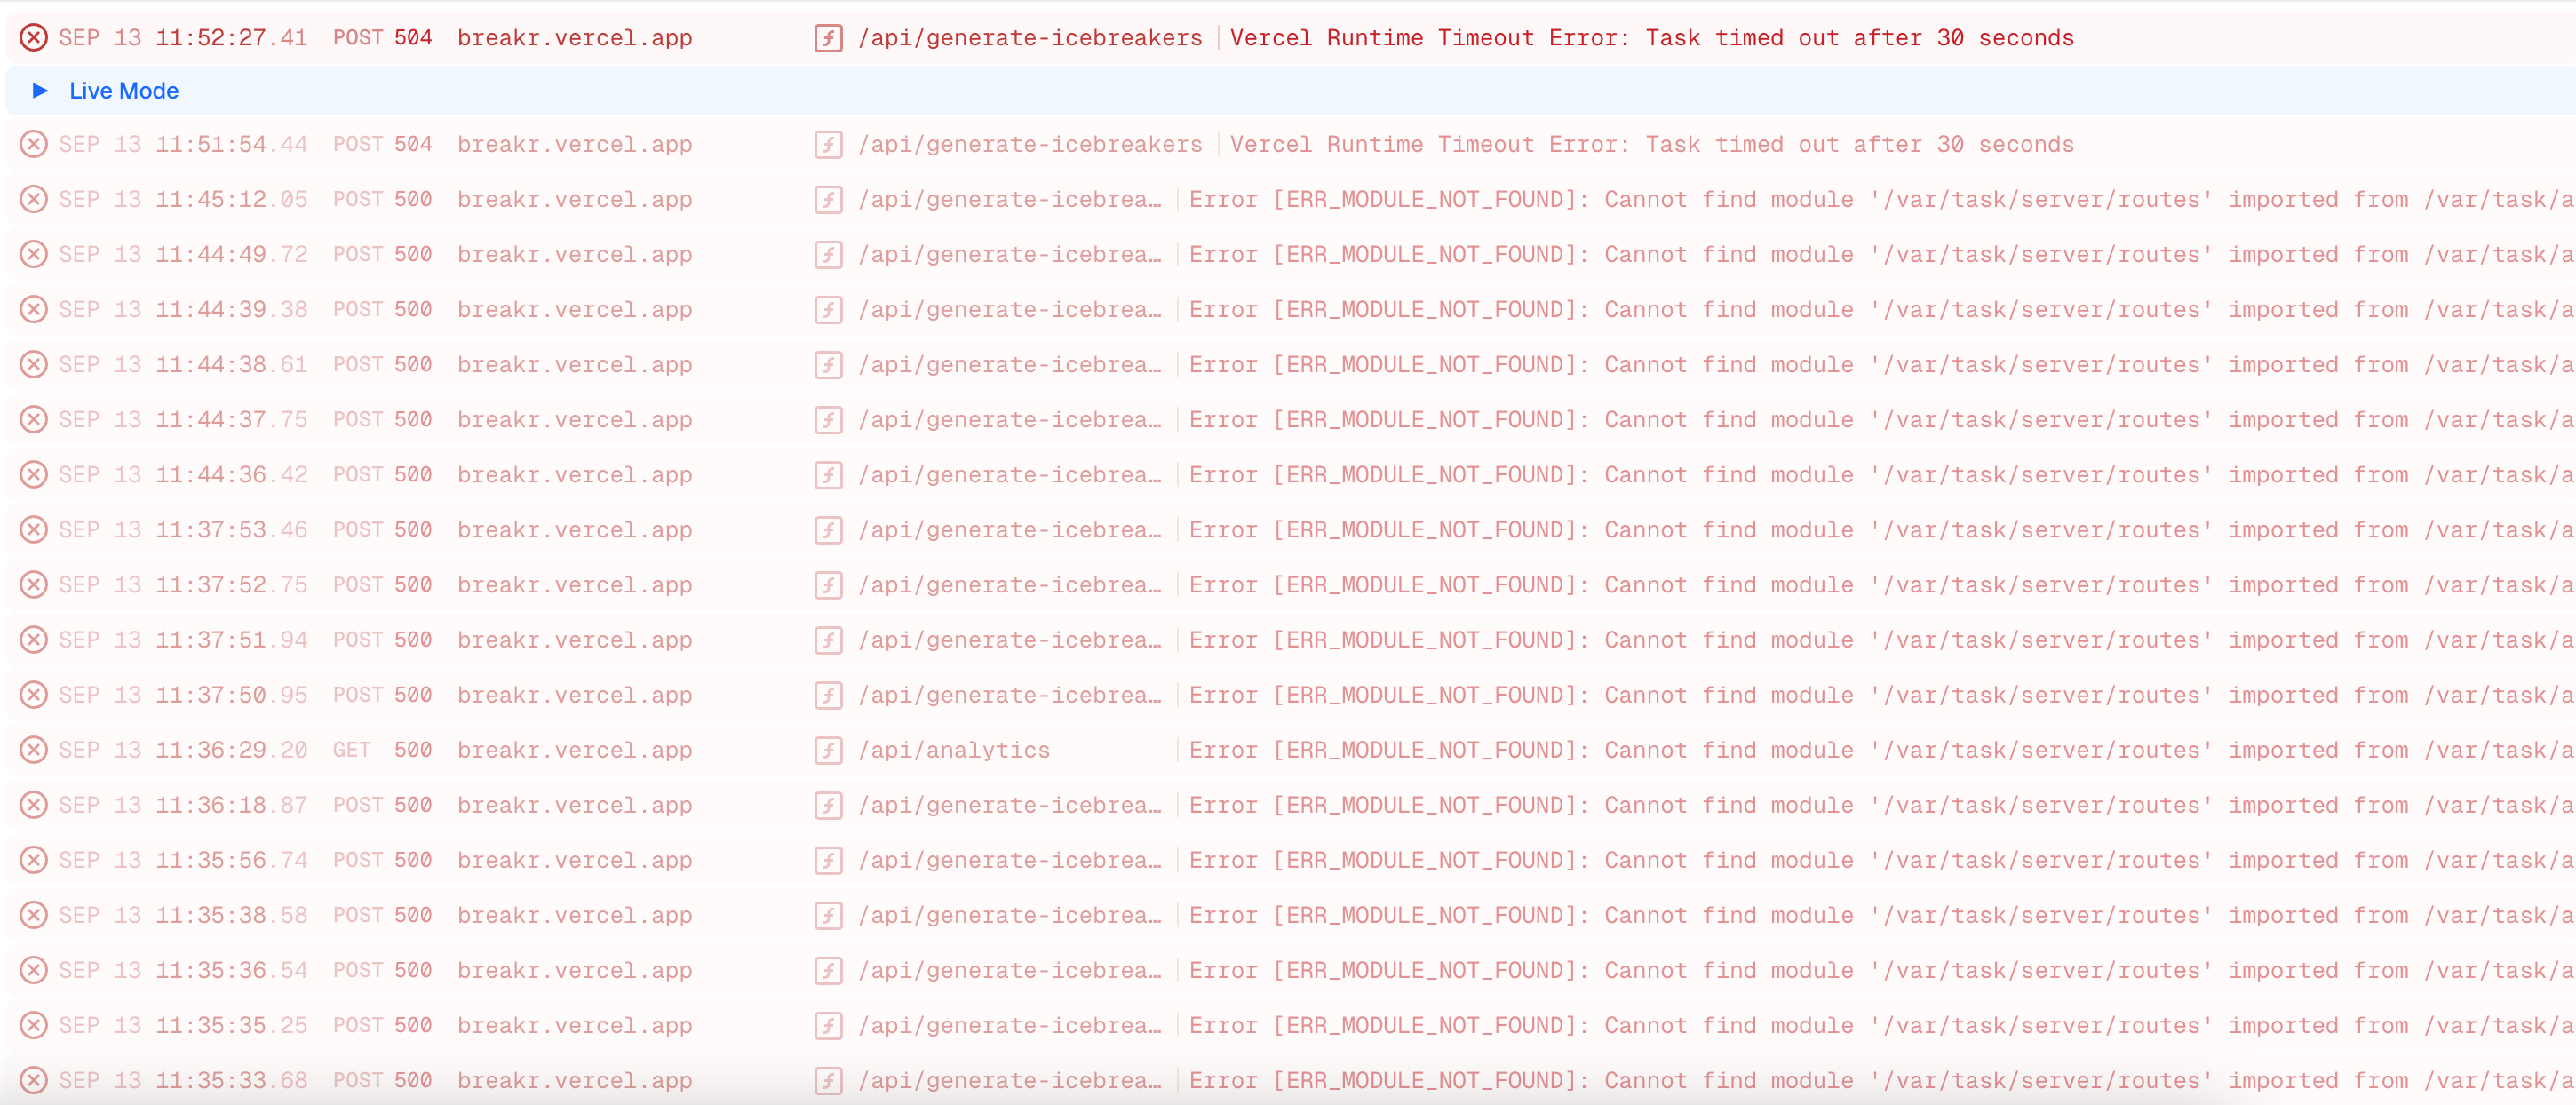 SEP 13 11:52:27.41 POST 504 breakr.vercel.app /api/generate-icebreakers Vercel Runtime Timeout Error: Task timed out after 30 seconds
Live Mode
SEP 13 11:51:54.44 POST 504 breakr.vercel.app /api/generate-icebreakers Vercel Runtime Timeout Error: Task timed out after 30 seconds
SEP 13 11:45:12.05 POST 500 breakr.vercel.app /api/generate-icebrea… Error [ERR_MODULE_NOT_FOUND]: Cannot find module '/var/task/server/routes' imported from /var/task/a
SEP 13 11:44:49.72 POST 500 breakr.vercel.app /api/generate-icebrea… Error [ERR_MODULE_NOT_FOUND]: Cannot find module '/var/task/server/routes' imported from /var/task/a
SEP 13 11:44:39.38 POST 500 breakr.vercel.app /api/generate-icebrea… Error [ERR_MODULE_NOT_FOUND]: Cannot find module '/var/task/server/routes' imported from /var/task/a
SEP 13 11:44:38.61 POST 500 breakr.vercel.app /api/generate-icebrea… Error [ERR_MODULE_NOT_FOUND]: Cannot find module '/var/task/server/routes' imported from /var/task/a
SEP 13 11:44:37.75 POST 500 breakr.vercel.app /api/generate-icebrea… Error [ERR_MODULE_NOT_FOUND]: Cannot find module '/var/task/server/routes' imported from /var/task/a
SEP 13 11:44:36.42 POST 500 breakr.vercel.app /api/generate-icebrea… Error [ERR_MODULE_NOT_FOUND]: Cannot find module '/var/task/server/routes' imported from /var/task/a
SEP 13 11:37:53.46 POST 500 breakr.vercel.app /api/generate-icebrea… Error [ERR_MODULE_NOT_FOUND]: Cannot find module '/var/task/server/routes' imported from /var/task/a
SEP 13 11:37:52.75 POST 500 breakr.vercel.app /api/generate-icebrea… Error [ERR_MODULE_NOT_FOUND]: Cannot find module '/var/task/server/routes' imported from /var/task/a
SEP 13 11:37:51.94 POST 500 breakr.vercel.app /api/generate-icebrea… Error [ERR_MODULE_NOT_FOUND]: Cannot find module '/var/task/server/routes' imported from /var/task/a
SEP 13 11:37:50.95 POST 500 breakr.vercel.app /api/generate-icebrea… Error [ERR_MODULE_NOT_FOUND]: Cannot find module '/var/task/server/routes' imported from /var/task/a
SEP 13 11:36:29.20 GET 500 breakr.vercel.app /api/analytics Error [ERR_MODULE_NOT_FOUND]: Cannot find module '/var/task/server/routes' imported from /var/task/a
SEP 13 11:36:18.87 POST 500 breakr.vercel.app /api/generate-icebrea… Error [ERR_MODULE_NOT_FOUND]: Cannot find module '/var/task/server/routes' imported from /var/task/a
SEP 13 11:35:56.74 POST 500 breakr.vercel.app /api/generate-icebrea… Error [ERR_MODULE_NOT_FOUND]: Cannot find module '/var/task/server/routes' imported from /var/task/a
SEP 13 11:35:38.58 POST 500 breakr.vercel.app /api/generate-icebrea… Error [ERR_MODULE_NOT_FOUND]: Cannot find module '/var/task/server/routes' imported from /var/task/a
SEP 13 11:35:36.54 POST 500 breakr.vercel.app /api/generate-icebrea… Error [ERR_MODULE_NOT_FOUND]: Cannot find module '/var/task/server/routes' imported from /var/task/a
SEP 13 11:35:35.25 POST 500 breakr.vercel.app /api/generate-icebrea… Error [ERR_MODULE_NOT_FOUND]: Cannot find module '/var/task/server/routes' imported from /var/task/a
SEP 13 11:35:33.68 POST 500 breakr.vercel.app /api/generate-icebrea… Error [ERR_MODULE_NOT_FOUND]: Cannot find module '/var/task/server/routes' imported from /var/task/a